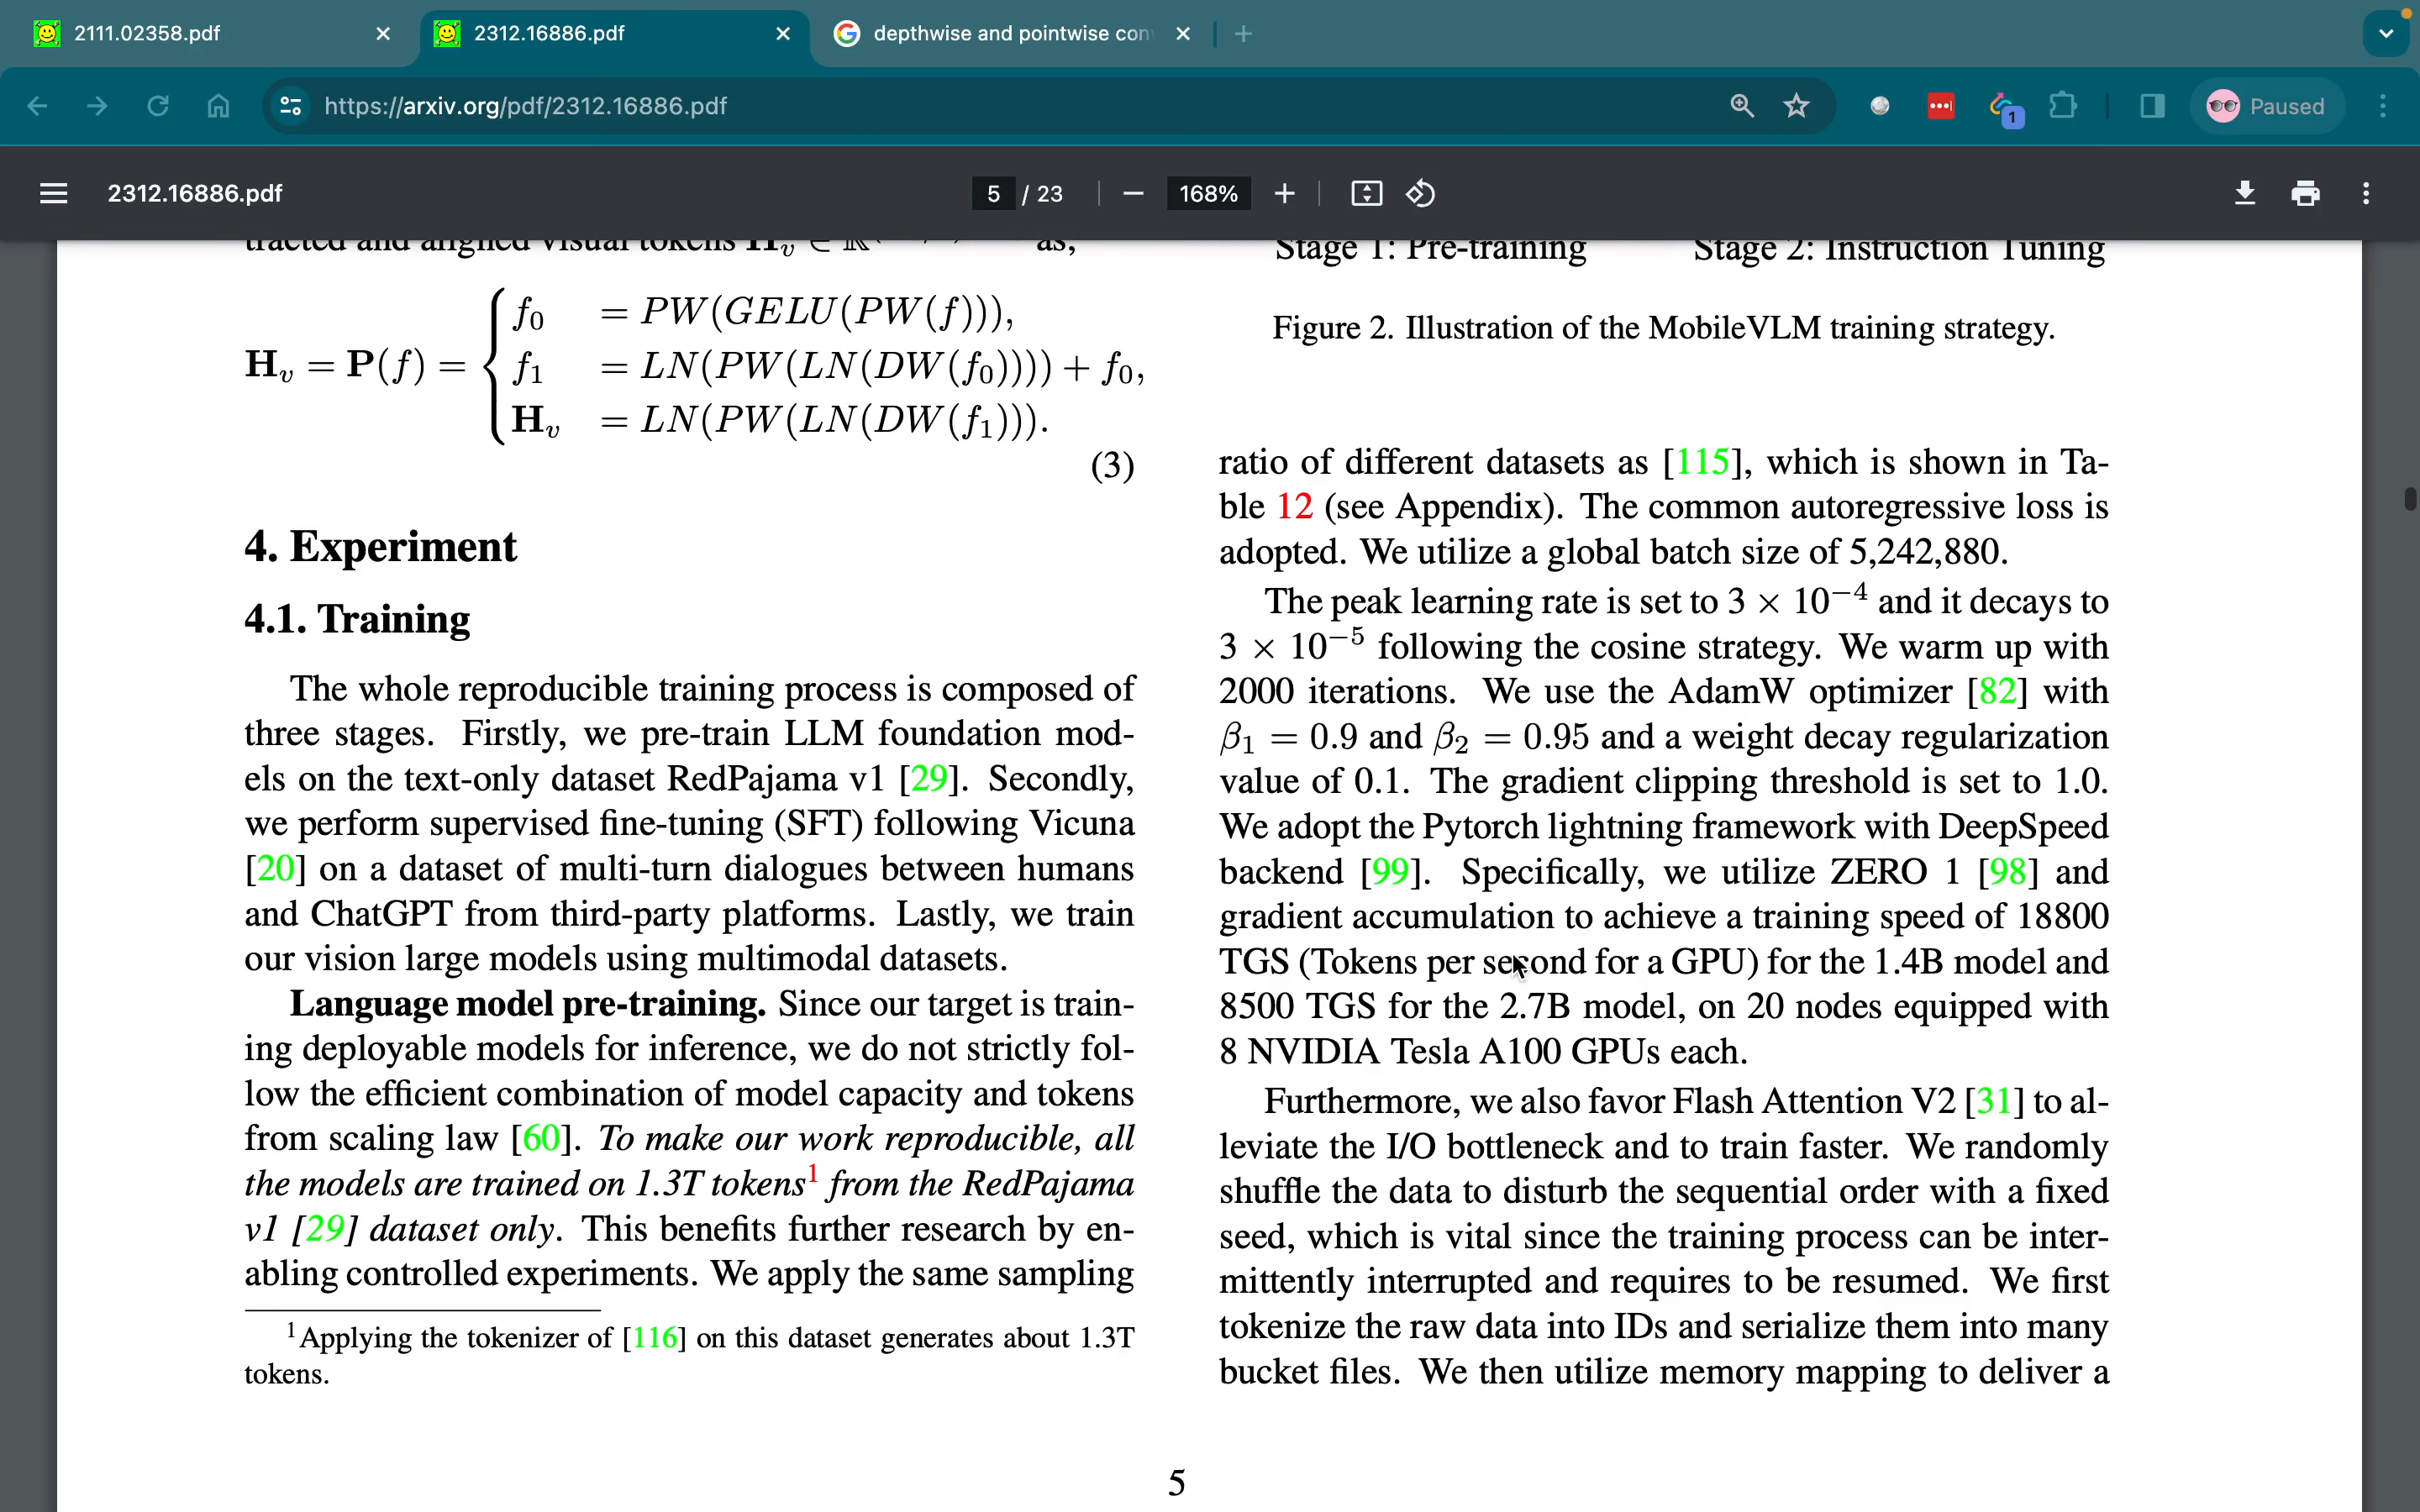 2111.02358.pdf
2312.16886.pdf
depthwise and pointwise con
https://arxiv.org/pdf/2312.16886.pdf
1
Paused
2312.16886.pdf
5 / 23
168%
tracted and aligned visual tokens Hᵥ ∈ as,
Hᵥ = P(f) =
f₀ = PW(GELU(PW(f))),
f₁ = LN(PW(LN(DW(f₀)))) + f₀,
Hᵥ = LN(PW(LN(DW(f₁))).
(3)
4. Experiment
4.1. Training
The whole reproducible training process is composed of
three stages. Firstly, we pre-train LLM foundation mod-
els on the text-only dataset RedPajama v1 [29]. Secondly,
we perform supervised fine-tuning (SFT) following Vicuna
[20] on a dataset of multi-turn dialogues between humans
and ChatGPT from third-party platforms. Lastly, we train
our vision large models using multimodal datasets.
Language model pre-training. Since our target is train-
ing deployable models for inference, we do not strictly fol-
low the efficient combination of model capacity and tokens
from scaling law [60]. To make our work reproducible, all
the models are trained on 1.3T tokens¹ from the RedPajama
v1 [29] dataset only. This benefits further research by en-
abling controlled experiments. We apply the same sampling
¹Applying the tokenizer of [116] on this dataset generates about 1.3T
tokens.
Stage 1: Pre-training
Stage 2: Instruction Tuning
Figure 2. Illustration of the MobileVLM training strategy.
ratio of different datasets as [115], which is shown in Ta-
ble 12 (see Appendix). The common autoregressive loss is
adopted. We utilize a global batch size of 5,242,880.
The peak learning rate is set to 3 × 10⁻⁴ and it decays to
3 × 10⁻⁵ following the cosine strategy. We warm up with
2000 iterations. We use the AdamW optimizer [82] with
β₁ = 0.9 and β₂ = 0.95 and a weight decay regularization
value of 0.1. The gradient clipping threshold is set to 1.0.
We adopt the Pytorch lightning framework with DeepSpeed
backend [99]. Specifically, we utilize ZERO 1 [98] and
gradient accumulation to achieve a training speed of 18800
TGS (Tokens per second for a GPU) for the 1.4B model and
8500 TGS for the 2.7B model, on 20 nodes equipped with
8 NVIDIA Tesla A100 GPUs each.
Furthermore, we also favor Flash Attention V2 [31] to al-
leviate the I/O bottleneck and to train faster. We randomly
shuffle the data to disturb the sequential order with a fixed
seed, which is vital since the training process can be inter-
mittently interrupted and requires to be resumed. We first
tokenize the raw data into IDs and serialize them into many
bucket files. We then utilize memory mapping to deliver a
5